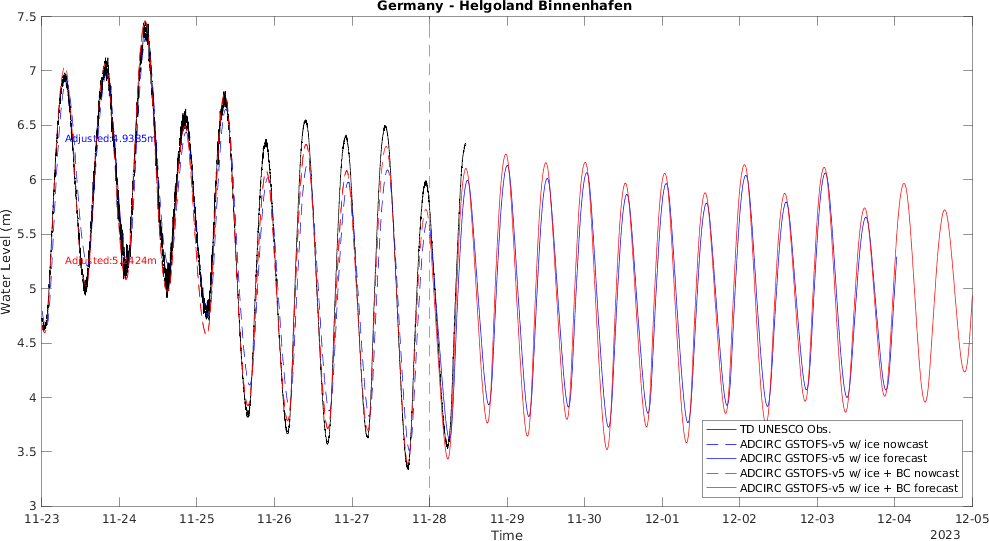 Germany - Helgoland Binnenhafen
7.5
7
6.5
6
5.5
5
4.5
4
3.5
3
Water Level (m)
Adjusted:4.9385m
Adjusted:5.2424m
TD UNESCO Obs.
ADCIRC GSTOFS-v5 w/ ice nowcast
ADCIRC GSTOFS-v5 w/ ice forecast
ADCIRC GSTOFS-v5 w/ ice + BC nowcast
ADCIRC GSTOFS-v5 w/ ice + BC forecast
11-23 11-24 11-25 11-26 11-27 11-28 11-29 11-30 12-01 12-02 12-03 12-04 12-05
Time
2023